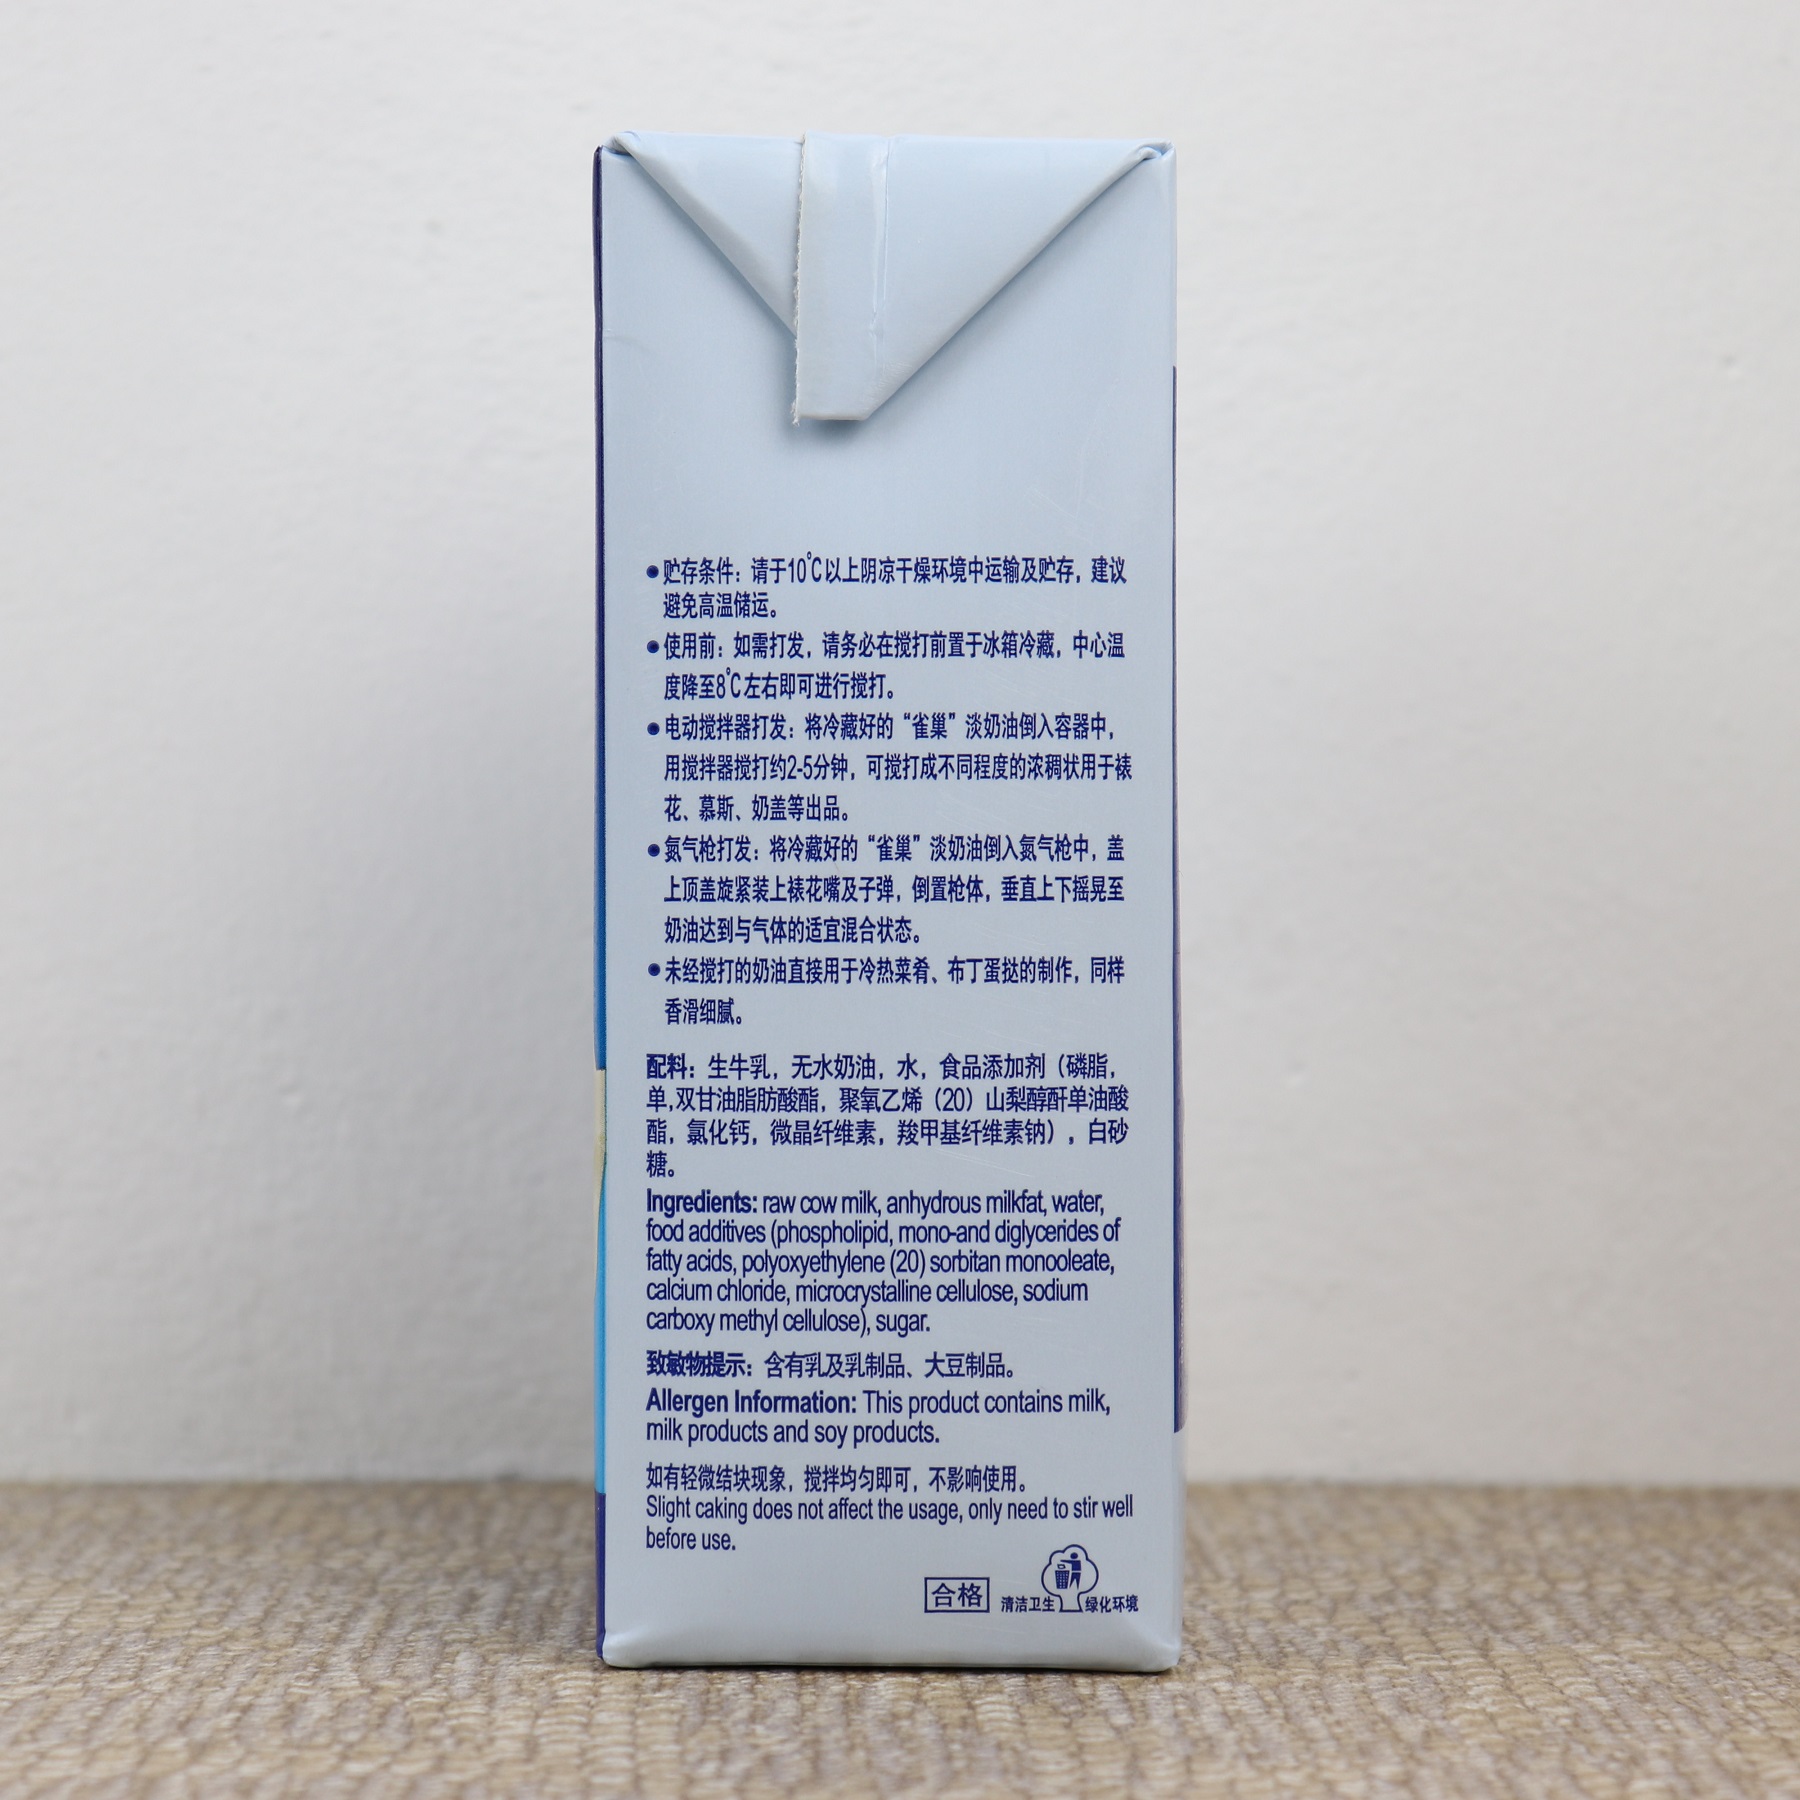 ●贮存条件：请于10℃以上阴凉干燥环境中运输及贮存，建议
避免高温储运。
●使用前：如需打发，请务必在搅打前置于冰箱冷藏，中心温
度降至8℃左右即可进行搅打。
●电动搅拌器打发：将冷藏好的“雀巢”淡奶油倒入容器中，
用搅拌器搅打约2-5分钟，可搅打成不同程度的浓稠状用于裱
花、慕斯、奶盖等出品。
●氮气枪打发：将冷藏好的“雀巢”淡奶油倒入氮气枪中，盖
上顶盖旋紧装上裱花嘴及子弹，倒置枪体，垂直上下摇晃至
奶油达到与气体的适宜混合状态。
●未经搅打的奶油直接用于冷热菜肴、布丁蛋挞的制作，同样
香滑细腻。
配料：生牛乳，无水奶油，水，食品添加剂（磷脂，
单,双甘油脂肪酸酯，聚氧乙烯（20）山梨醇酐单油酸
酯，氯化钙，微晶纤维素，羧甲基纤维素钠），白砂
糖。
Ingredients: raw cow milk, anhydrous milkfat, water,
food additives (phospholipid, mono-and diglycerides of
fatty acids, polyoxyethylene (20) sorbitan monooleate,
calcium chloride, microcrystalline cellulose, sodium
carboxy methyl cellulose), sugar.
致敏物提示：含有乳及乳制品、大豆制品。
Allergen Information: This product contains milk,
milk products and soy products.
如有轻微结块现象，搅拌均匀即可，不影响使用。
Slight caking does not affect the usage, only need to stir well
before use.
合格
清洁卫生 绿化环境